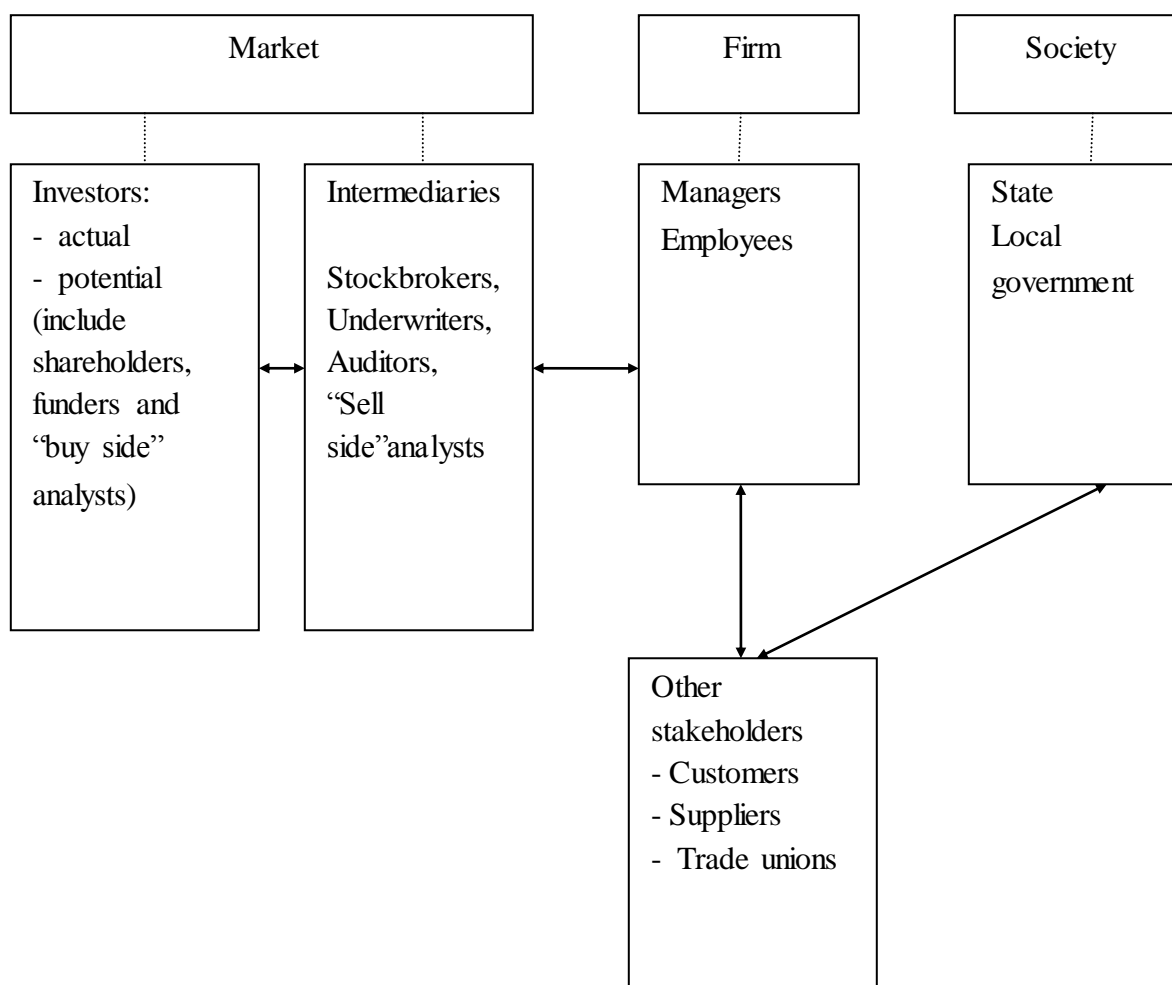 Market
Firm
Society
Investors:
- actual
- potential
(include
shareholders,
funders and
“buy side”
analysts)
Intermediaries
Stockbrokers,
Underwriters,
Auditors,
“Sell
side”analysts
Managers
Employees
State
Local
government
Other
stakeholders
- Customers
- Suppliers
- Trade unions